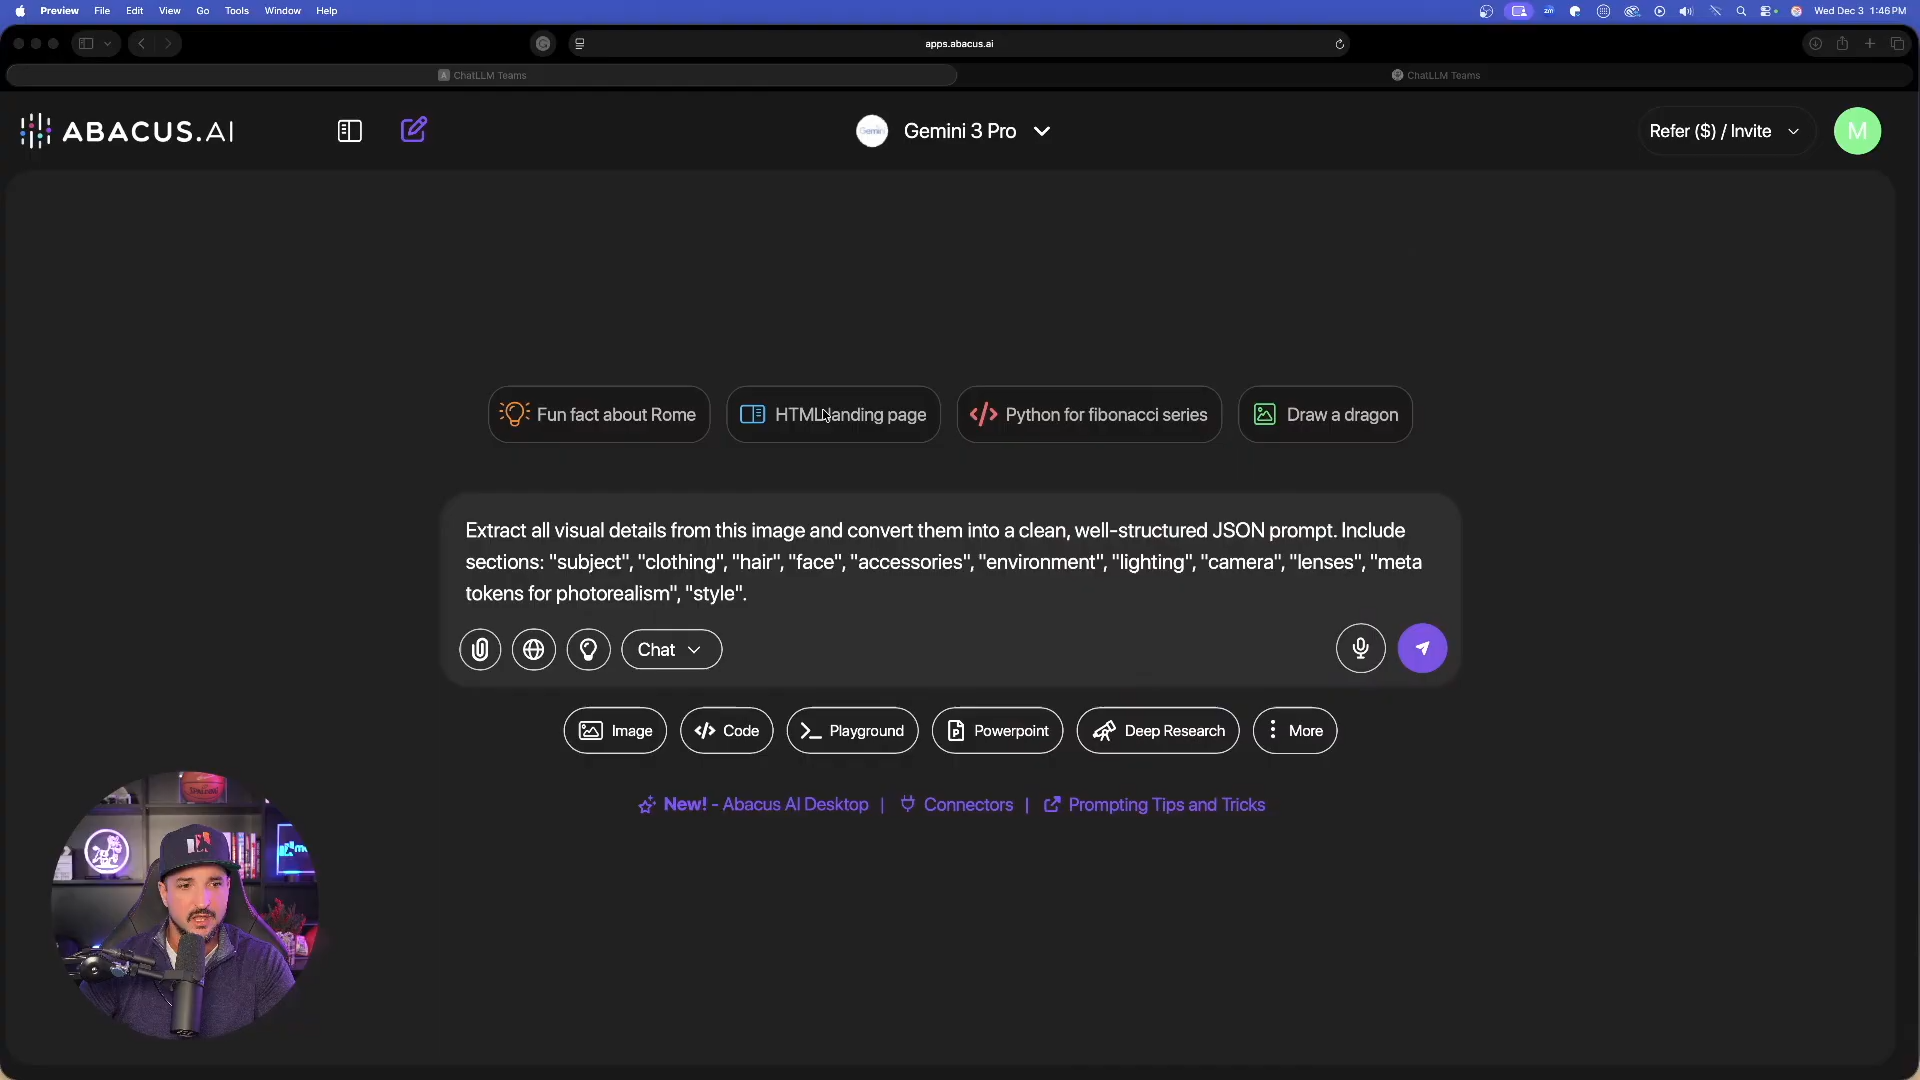 Preview File Edit View Go Tools Window Help
Wed Dec 3 1:46 PM
apps.abacus.ai
ChatLLM Teams
ChatLLM Teams
ABACUS.AI
Gemini 3 Pro
Refer ($) / Invite
M
Fun fact about Rome
HTML landing page
Python for fibonacci series
Draw a dragon
Extract all visual details from this image and convert them into a clean, well-structured JSON prompt. Include
sections: "subject", "clothing", "hair", "face", "accessories", "environment", "lighting", "camera", "lenses", "meta
tokens for photorealism", "style".
Chat
Image
Code
Playground
Powerpoint
Deep Research
More
New! - Abacus AI Desktop | Connectors | Prompting Tips and Tricks